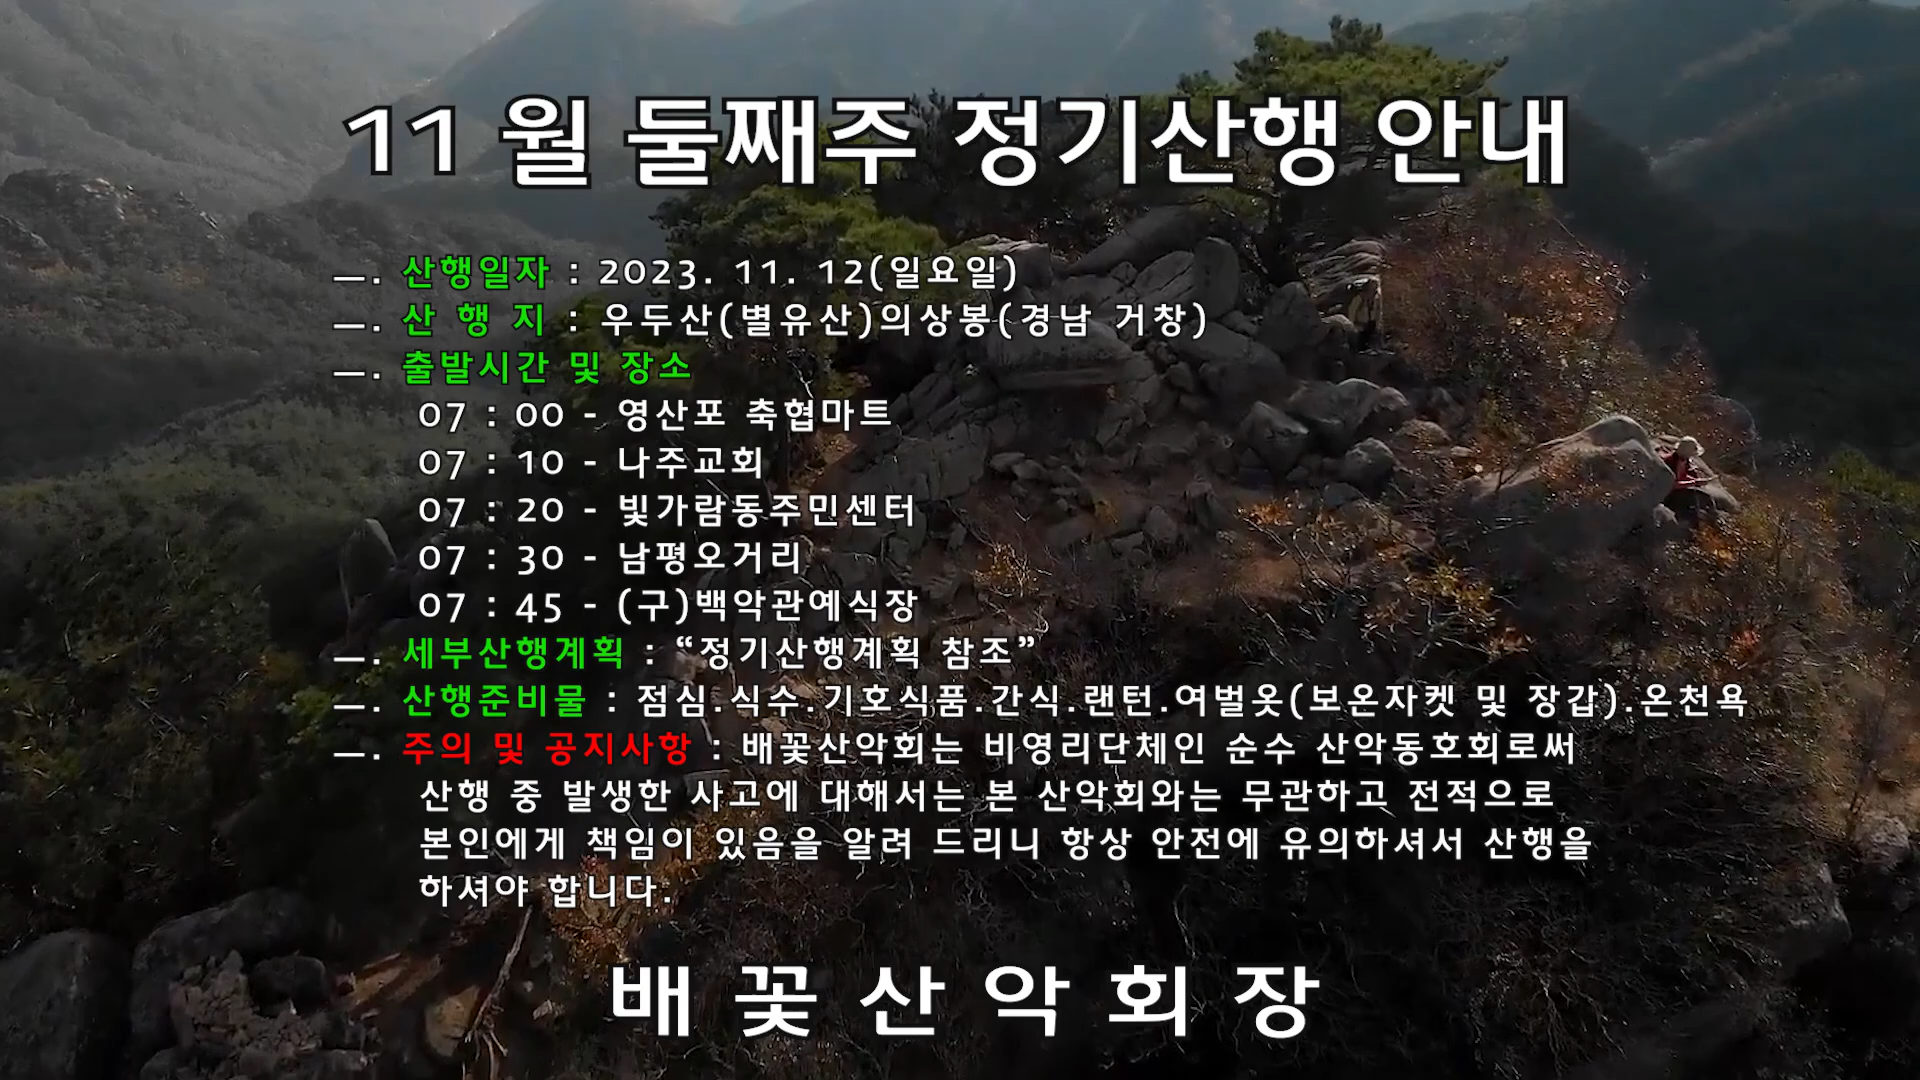 11 월 둘째주 정기산행 안내
一. 산행일자 : 2023. 11. 12(일요일)
一. 산 행 지 : 우두산(별유산)의상봉(경남 거창)
一. 출발시간 및 장소
07 : 00 - 영산포 축협마트
07 : 10 - 나주교회
07 : 20 - 빛가람동주민센터
07 : 30 - 남평오거리
07 : 45 - (구)백악관예식장
一. 세부산행계획 : “정기산행계획 참조”
一. 산행준비물 : 점심.식수.기호식품.간식.랜턴.여벌옷(보온자켓 및 장갑).온천욕
一. 주의 및 공지사항 : 배꽃산악회는 비영리단체인 순수 산악동호회로써
산행 중 발생한 사고에 대해서는 본 산악회와는 무관하고 전적으로
본인에게 책임이 있음을 알려 드리니 항상 안전에 유의하셔서 산행을
하셔야 합니다.
배 꽃 산 악 회 장